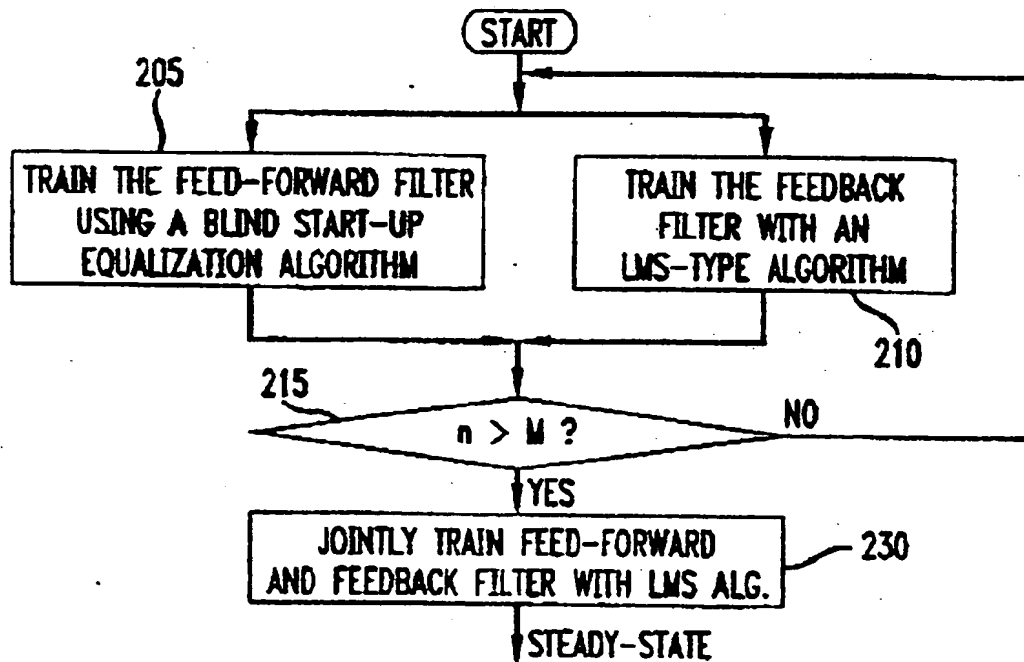 START
205
TRAIN THE FEED-FORWARD FILTER
USING A BLIND START-UP
EQUALIZATION ALGORITHM
TRAIN THE FEEDBACK
FILTER WITH AN
LMS-TYPE ALGORITHM
210
215
n > M ?
NO
YES
JOINTLY TRAIN FEED-FORWARD
AND FEEDBACK FILTER WITH LMS ALG.
230
STEADY-STATE